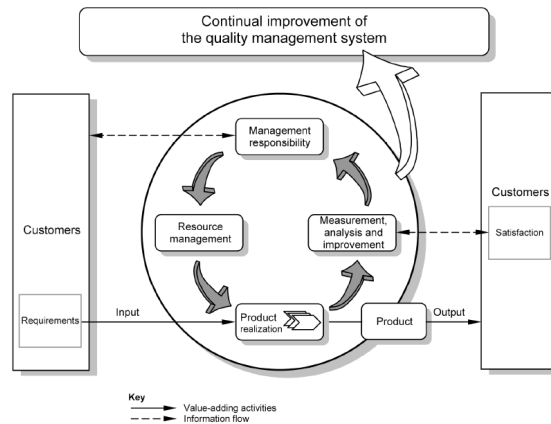 Continual improvement of
the quality management system
Management
responsibility
Customers
Resource
management
Measurement,
analysis and
improvement
Customers
Satisfaction
Requirements
Input
Product
realization
Product
Output
Key
Value-adding activities
Information flow